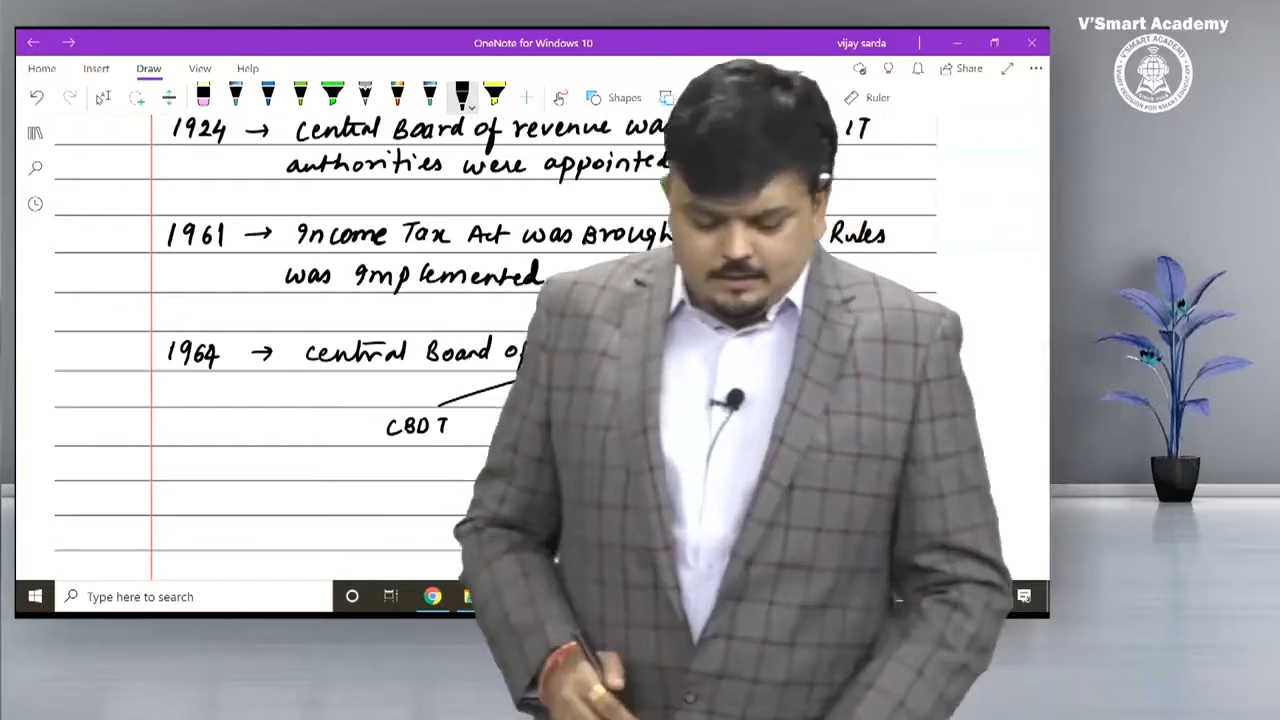 V'Smart Academy
OneNote for Windows 10
vijay sarda
Home Insert Draw View Help
Share
Shapes
Ruler
1924 → Central Board of revenue was IT
authorities were appointed
1961 → Income Tax Act was Brough Rules
was Implemented
1964 → Central Board of
CBDT
Type here to search